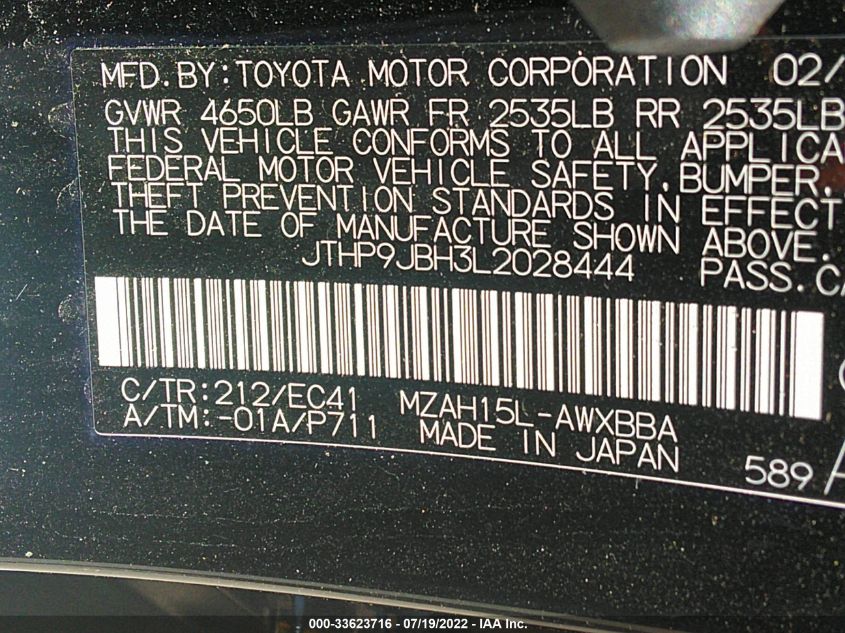 MFD. BY: TOYOTA MOTOR CORPORATION 02/
GVWR 4650LB GAWR FR 2535LB RR 2535LB
THIS VEHICLE CONFORMS TO ALL APPLICA
FEDERAL MOTOR VEHICLE SAFETY, BUMPER,
THEFT PREVENTION STANDARDS IN EFFECT
THE DATE OF MANUFACTURE SHOWN ABOVE.
JTHP9JBH3L2028444 PASS. CA
C/TR: 212/EC41 MZAH15L-AWXBBA
A/TM: -01A/P711 MADE IN JAPAN
589 A
000-33623716 - 07/19/2022 - IAA Inc.